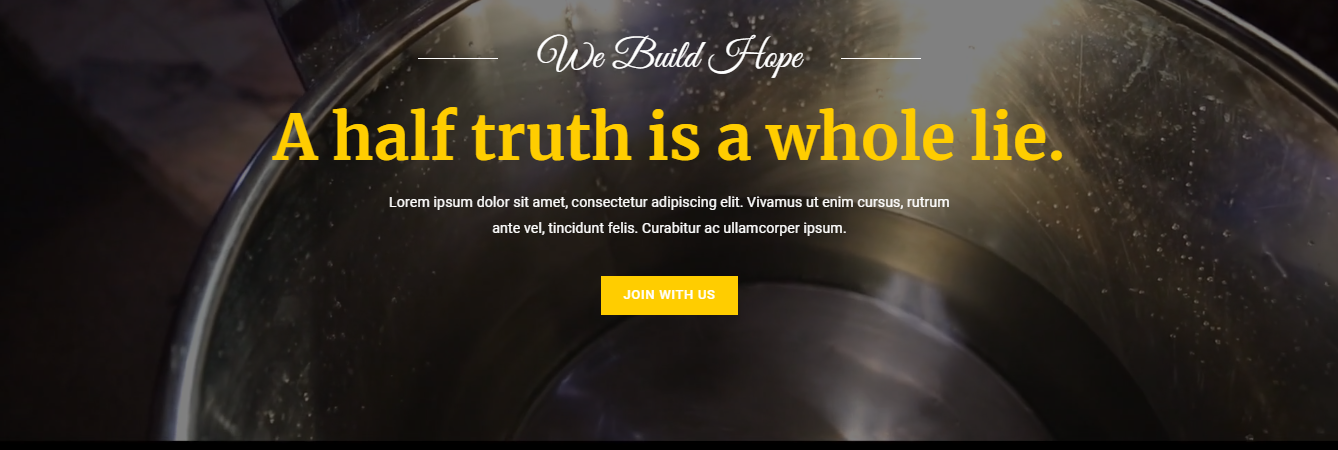 We Build Hope
A half truth is a whole lie.
Lorem ipsum dolor sit amet, consectetur adipiscing elit. Vivamus ut enim cursus, rutrum
ante vel, tincidunt felis. Curabitur ac ullamcorper ipsum.
JOIN WITH US